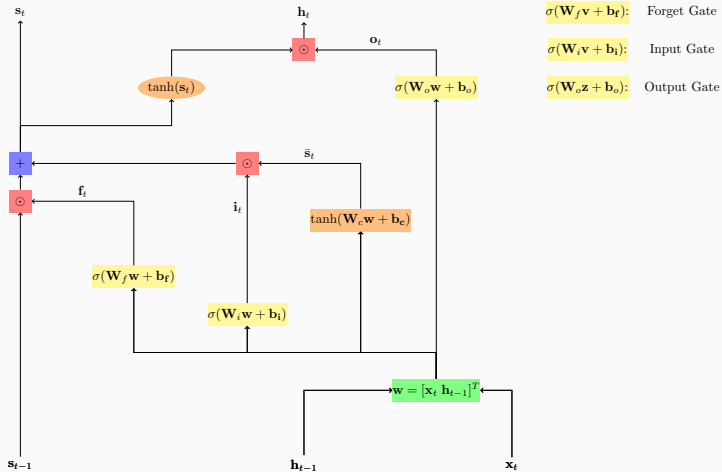 s_t
h_t
σ(W_f v + b_f): Forget Gate
⊙
o_t
σ(W_i v + b_i): Input Gate
tanh(s_t)
σ(W_o w + b_o)
σ(W_o z + b_o): Output Gate
s̄_t
+
⊙
f_t
⊙
i_t
tanh(W_c w + b_c)
σ(W_f w + b_f)
σ(W_i w + b_i)
w = [x_t h_{t-1}]^T
s_{t-1}
h_{t-1}
x_t